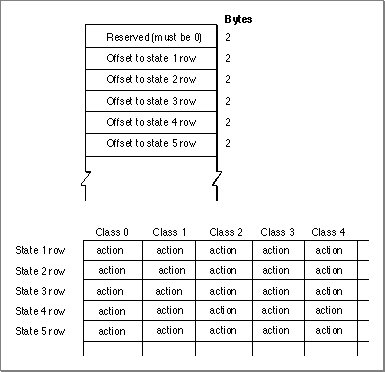 Bytes
Reserved (must be 0) 2
Offset to state 1 row 2
Offset to state 2 row 2
Offset to state 3 row 2
Offset to state 4 row 2
Offset to state 5 row 2
Class 0 Class 1 Class 2 Class 3 Class 4
State 1 row action action action action action
State 2 row action action action action action
State 3 row action action action action action
State 4 row action action action action action
State 5 row action action action action action